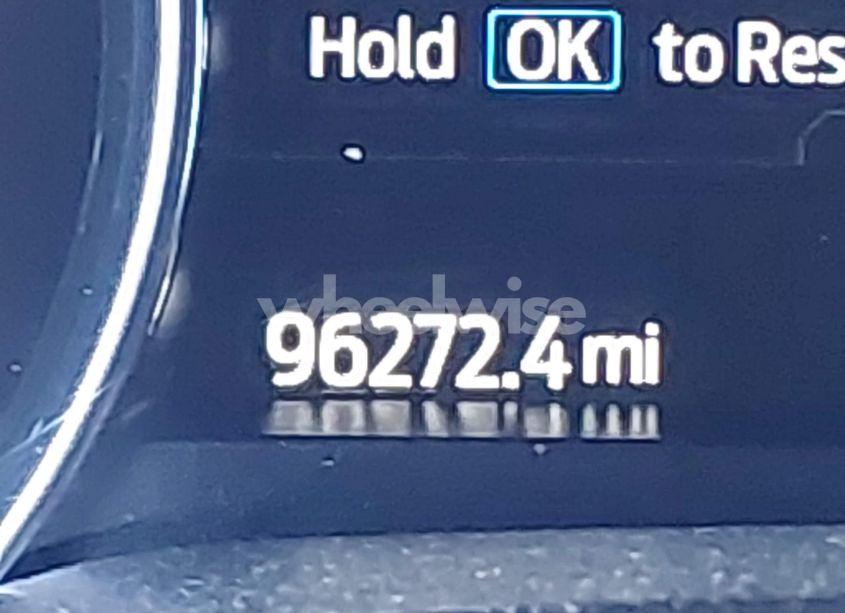 Hold OK to Res
wheelwise
96272.4 mi